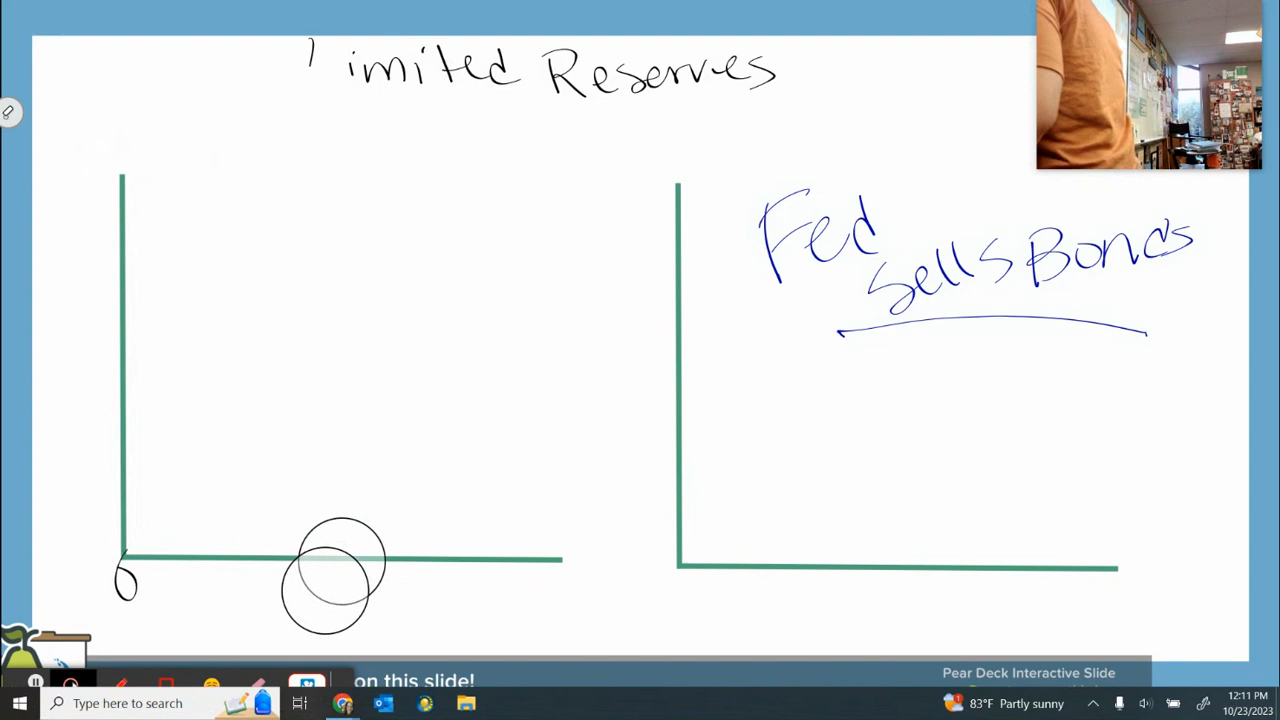 imited Reserves
Fed
Sells Bonds
0
on this slide!
Pear Deck Interactive Slide
Type here to search
83°F Partly sunny
12:11 PM
10/23/2023